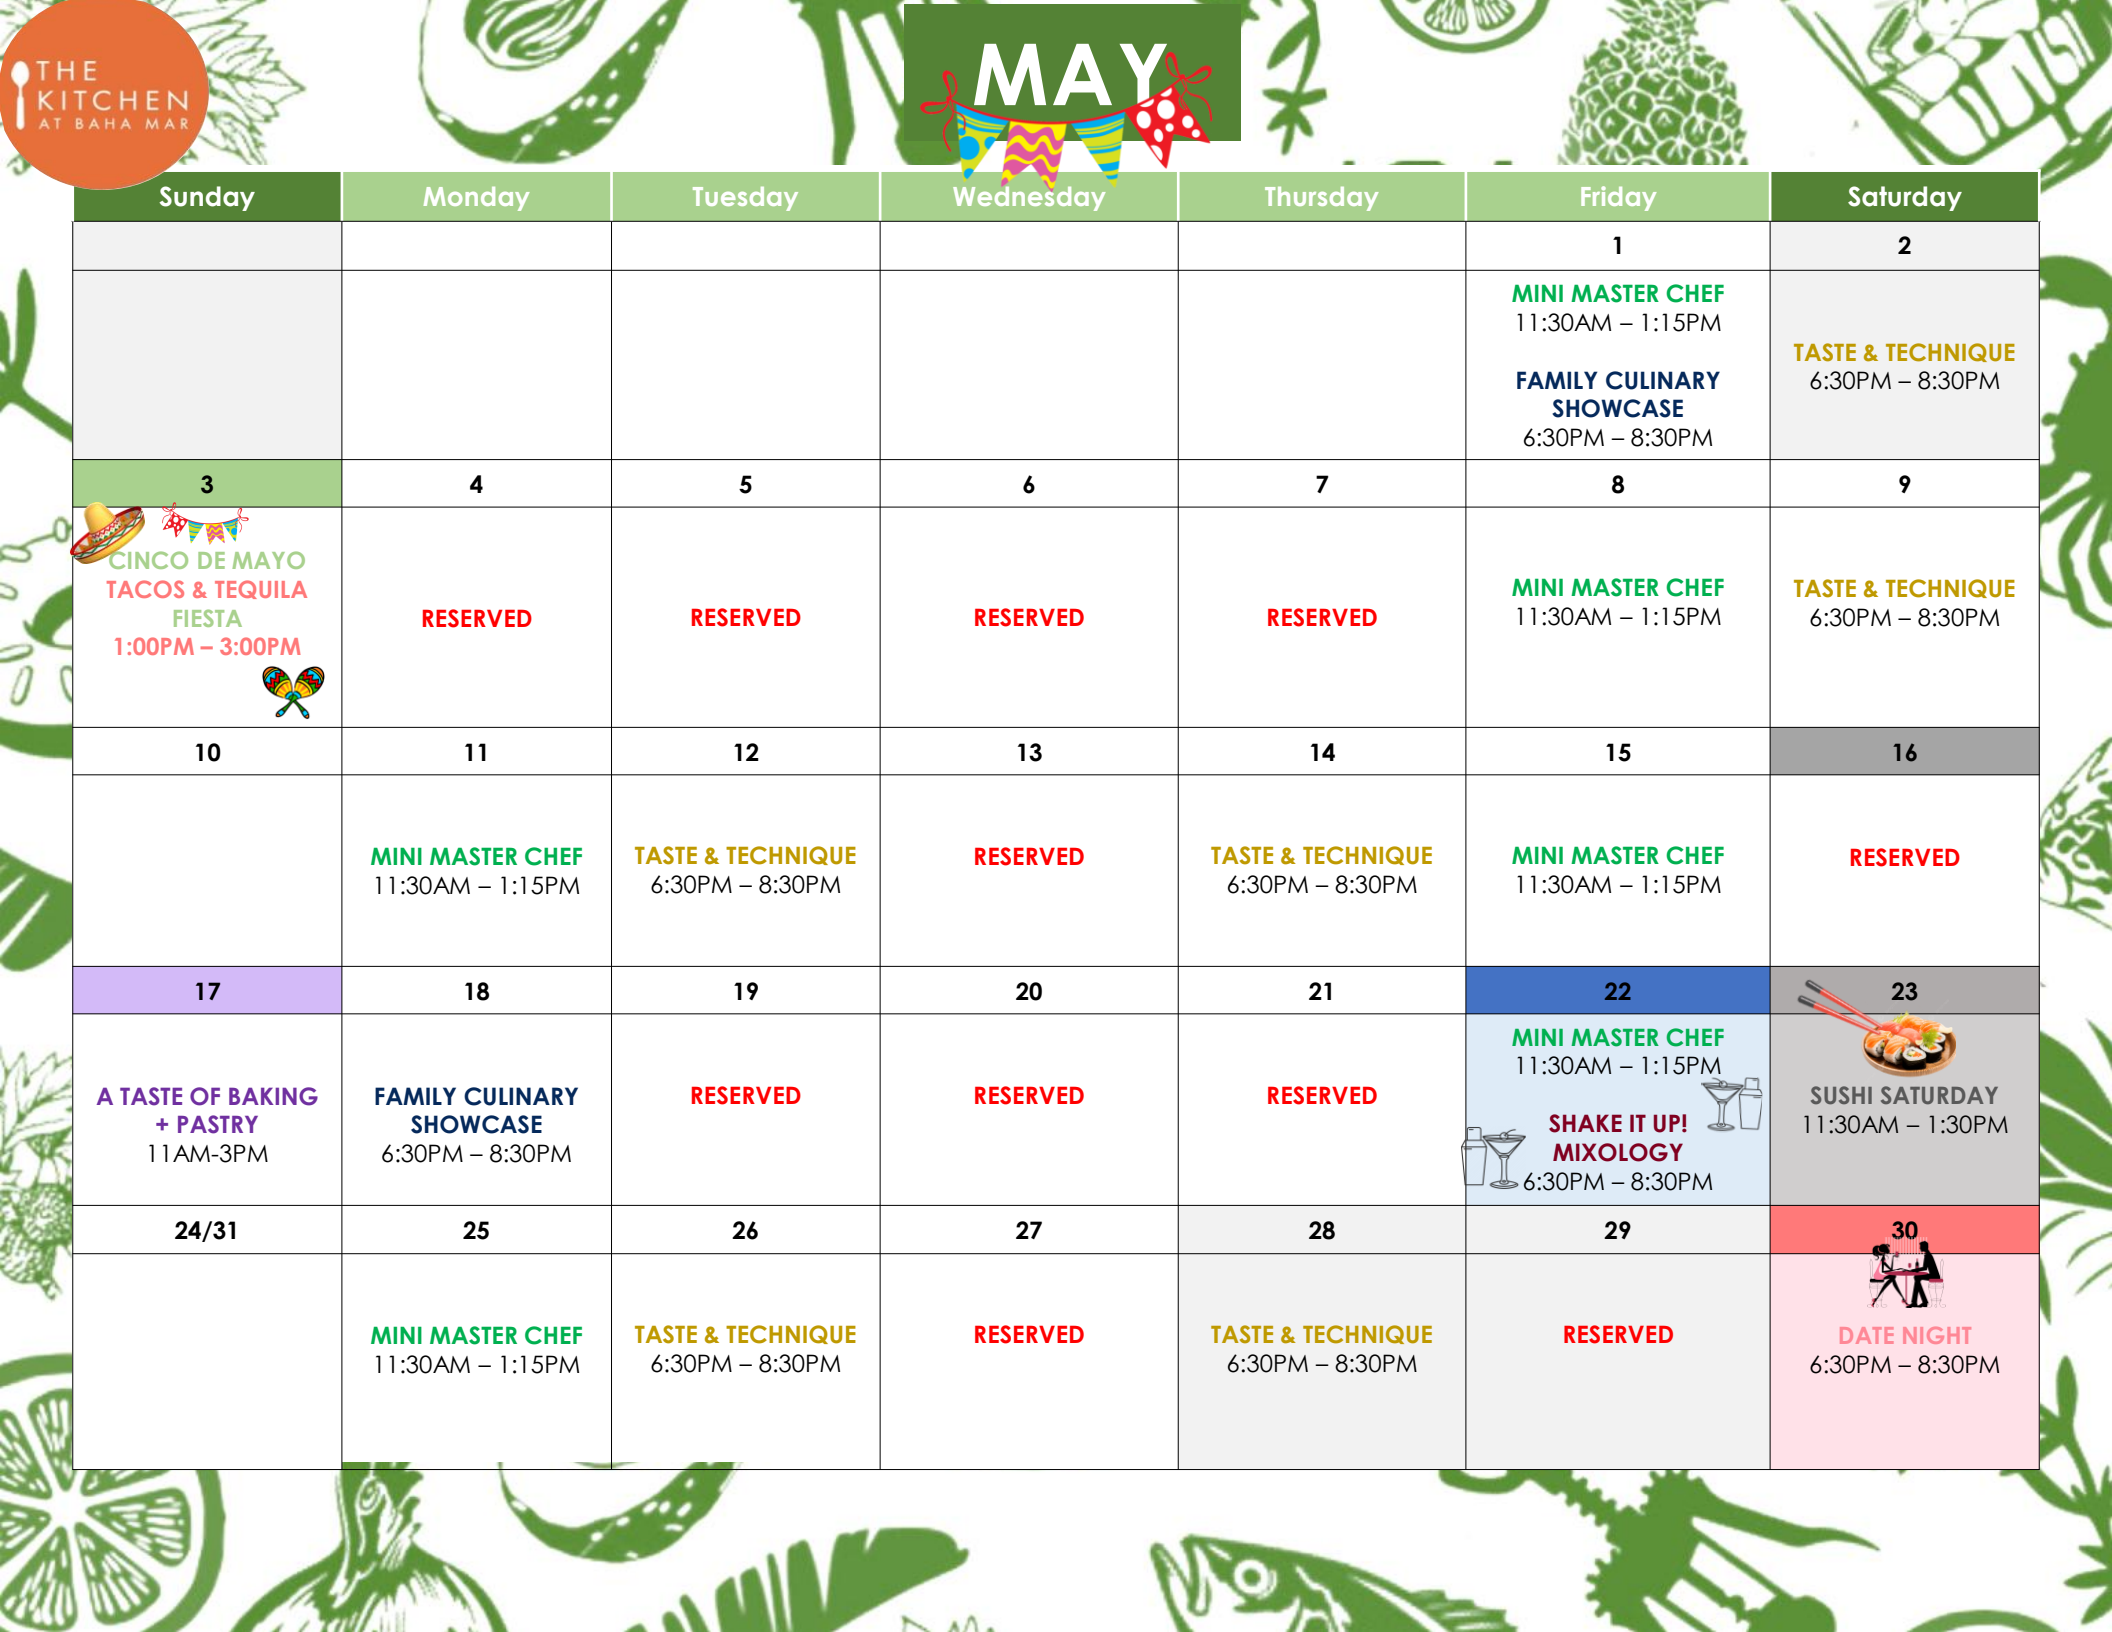 THE
KITCHEN
AT BAHA MAR
MAY
Sunday Monday Tuesday Wednesday Thursday Friday Saturday
1 2
MINI MASTER CHEF
11:30AM – 1:15PM
FAMILY CULINARY
SHOWCASE
6:30PM – 8:30PM
TASTE & TECHNIQUE
6:30PM – 8:30PM
3 4 5 6 7 8 9
CINCO DE MAYO
TACOS & TEQUILA
FIESTA
1:00PM – 3:00PM
RESERVED
RESERVED
RESERVED
RESERVED
MINI MASTER CHEF
11:30AM – 1:15PM
TASTE & TECHNIQUE
6:30PM – 8:30PM
10 11 12 13 14 15 16
MINI MASTER CHEF
11:30AM – 1:15PM
TASTE & TECHNIQUE
6:30PM – 8:30PM
RESERVED
TASTE & TECHNIQUE
6:30PM – 8:30PM
MINI MASTER CHEF
11:30AM – 1:15PM
RESERVED
17 18 19 20 21 22 23
A TASTE OF BAKING
+ PASTRY
11AM-3PM
FAMILY CULINARY
SHOWCASE
6:30PM – 8:30PM
RESERVED
RESERVED
RESERVED
MINI MASTER CHEF
11:30AM – 1:15PM
SHAKE IT UP!
MIXOLOGY
6:30PM – 8:30PM
SUSHI SATURDAY
11:30AM – 1:30PM
24/31 25 26 27 28 29 30
MINI MASTER CHEF
11:30AM – 1:15PM
TASTE & TECHNIQUE
6:30PM – 8:30PM
RESERVED
TASTE & TECHNIQUE
6:30PM – 8:30PM
RESERVED
DATE NIGHT
6:30PM – 8:30PM